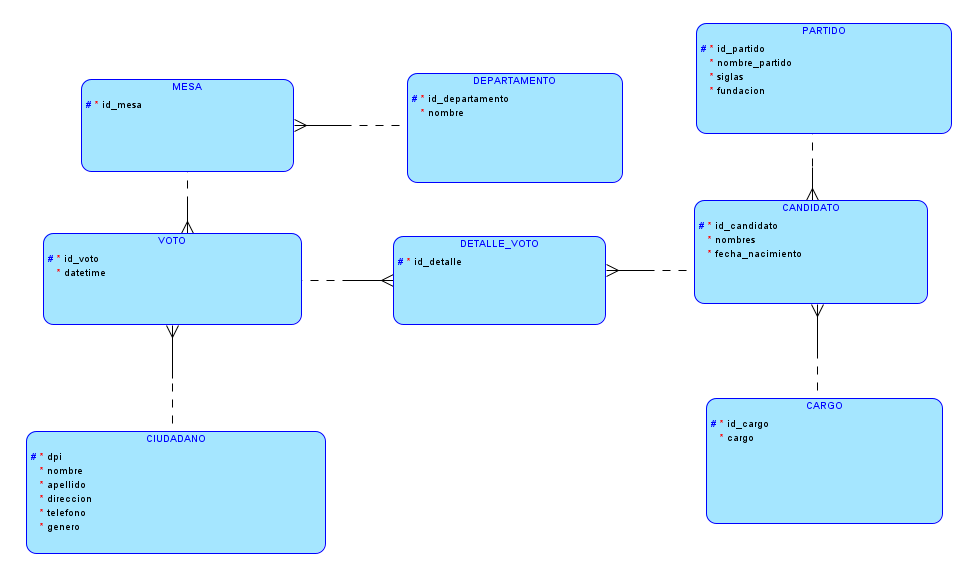 PARTIDO
# * id_partido
* nombre_partido
* siglas
* fundacion
MESA
# * id_mesa
DEPARTAMENTO
# * id_departamento
* nombre
CANDIDATO
# * id_candidato
* nombres
* fecha_nacimiento
VOTO
# * id_voto
* datetime
DETALLE_VOTO
# * id_detalle
CARGO
# * id_cargo
* cargo
CIUDADANO
# * dpi
* nombre
* apellido
* direccion
* telefono
* genero